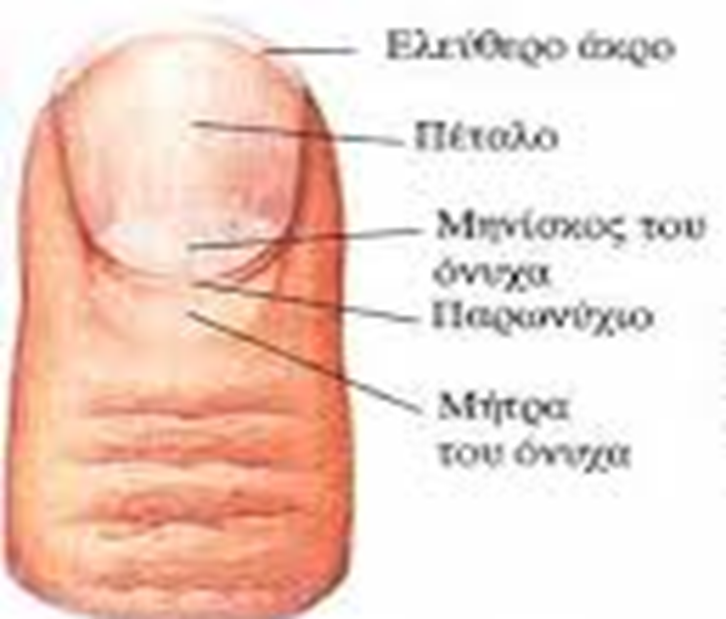 Ελεύθερο άκρο
Πέταλο
Μηνίσκος του
όνυχα
Παρωνύχιο
Μήτρα
του όνυχα